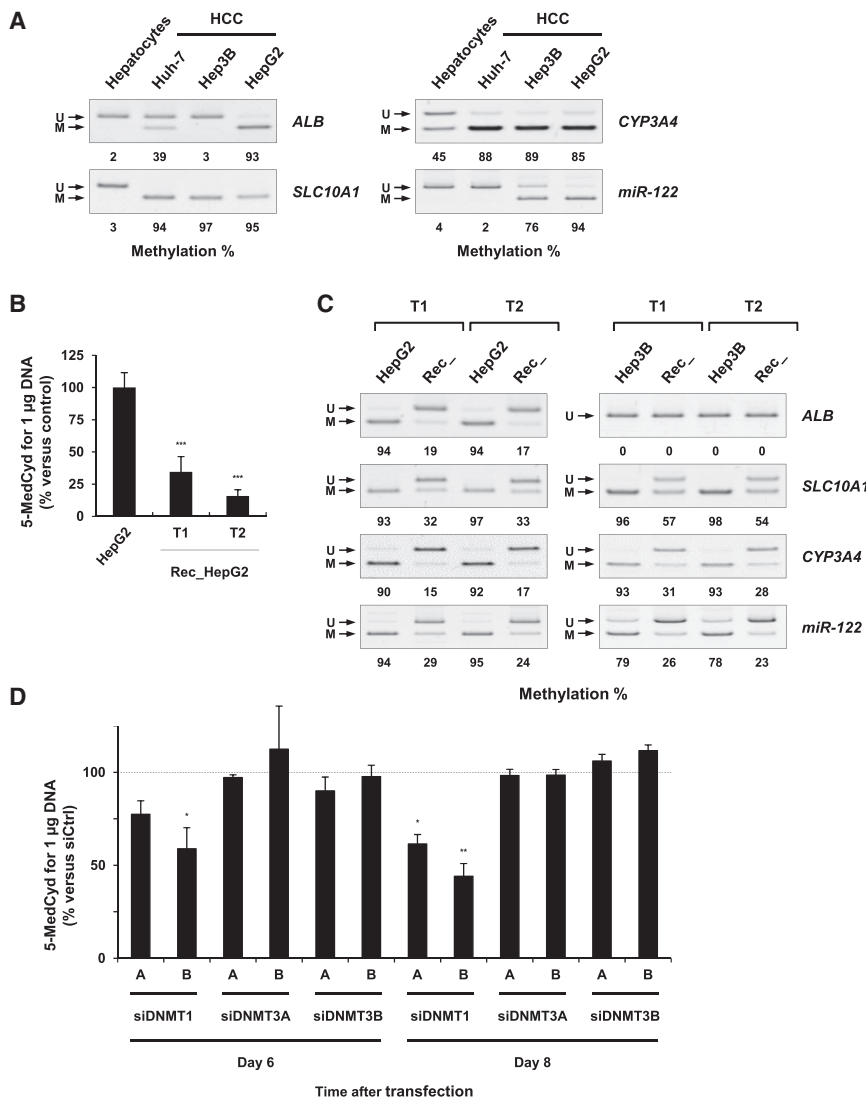 A
HCC
Hepatocytes Huh-7 Hep3B HepG2
U
M
ALB
2 39 3 93
U
M
SLC10A1
3 94 97 95
Methylation %
HCC
Hepatocytes Huh-7 Hep3B HepG2
U
M
CYP3A4
45 88 89 85
U
M
miR-122
4 2 76 94
Methylation %
B
5-MedCyd for 1 µg DNA
(% versus control)
125
100
75
50
25
0
***
***
HepG2 T1 T2
Rec_HepG2
C
T1 T2
HepG2 Rec_ HepG2 Rec_
U
M
94 19 94 17
U
M
93 32 97 33
U
M
90 15 92 17
U
M
94 29 95 24
T1 T2
Hep3B Rec_ Hep3B Rec_
U
ALB
0 0 0 0
U
M
SLC10A1
96 57 98 54
U
M
CYP3A4
93 31 93 28
U
M
miR-122
79 26 78 23
Methylation %
D
5-MedCyd for 1 µg DNA
(% versus siCtrl)
100
50
0
*
*
**
A B A B A B A B A B A B
siDNMT1 siDNMT3A siDNMT3B siDNMT1 siDNMT3A siDNMT3B
Day 6 Day 8
Time after transfection